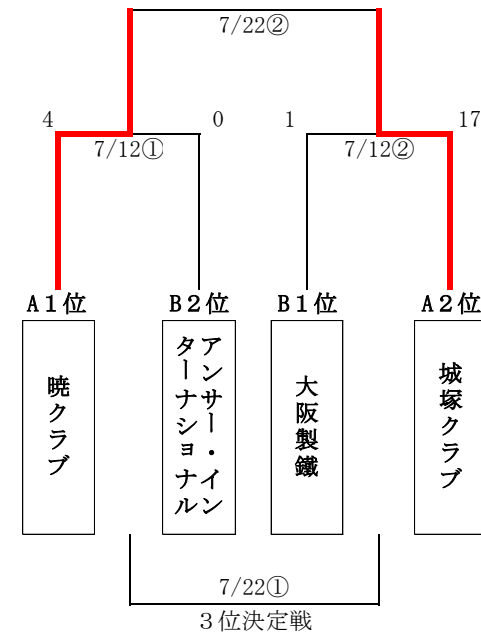 7/22②
4
0
1
17
7/12①
7/12②
A１位
B２位
B１位
A２位
暁クラブ
アンサー・イン
ターナショナル
大阪製鐵
城塚クラブ
7/22①
３位決定戦